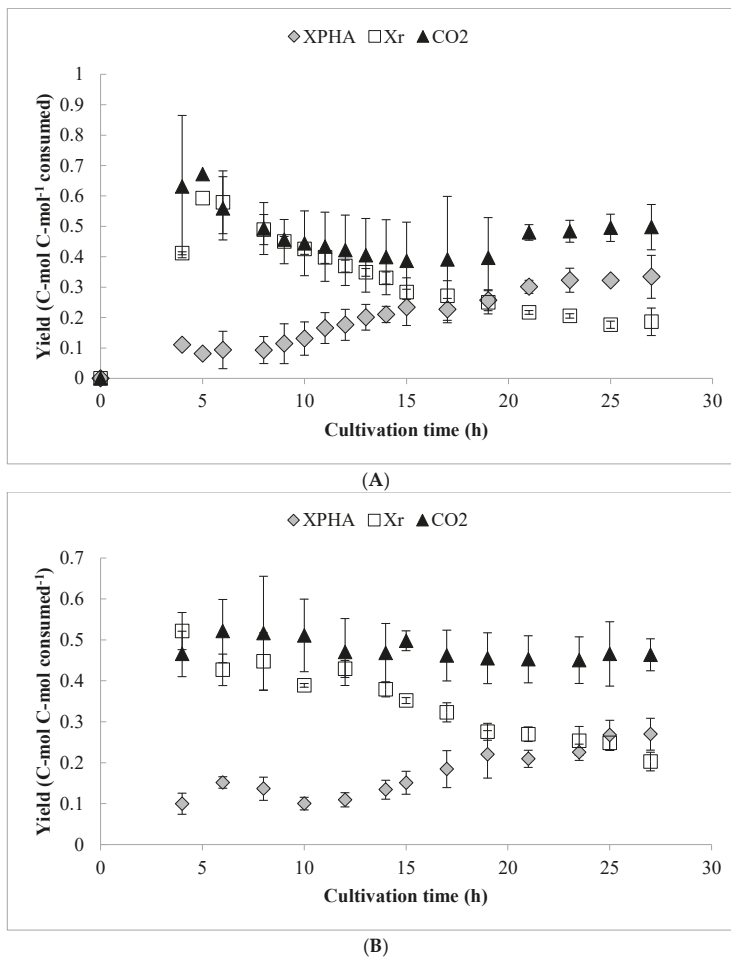 XPHA Xr CO2
1
0.9
0.8
0.7
0.6
0.5
0.4
0.3
0.2
0.1
0
Yield (C-mol C-mol⁻¹ consumed)
0 5 10 15 20 25 30
Cultivation time (h)
(A)
XPHA Xr CO2
0.7
0.6
0.5
0.4
0.3
0.2
0.1
0
Yield (C-mol C-mol consumed⁻¹)
0 5 10 15 20 25 30
Cultivation time (h)
(B)